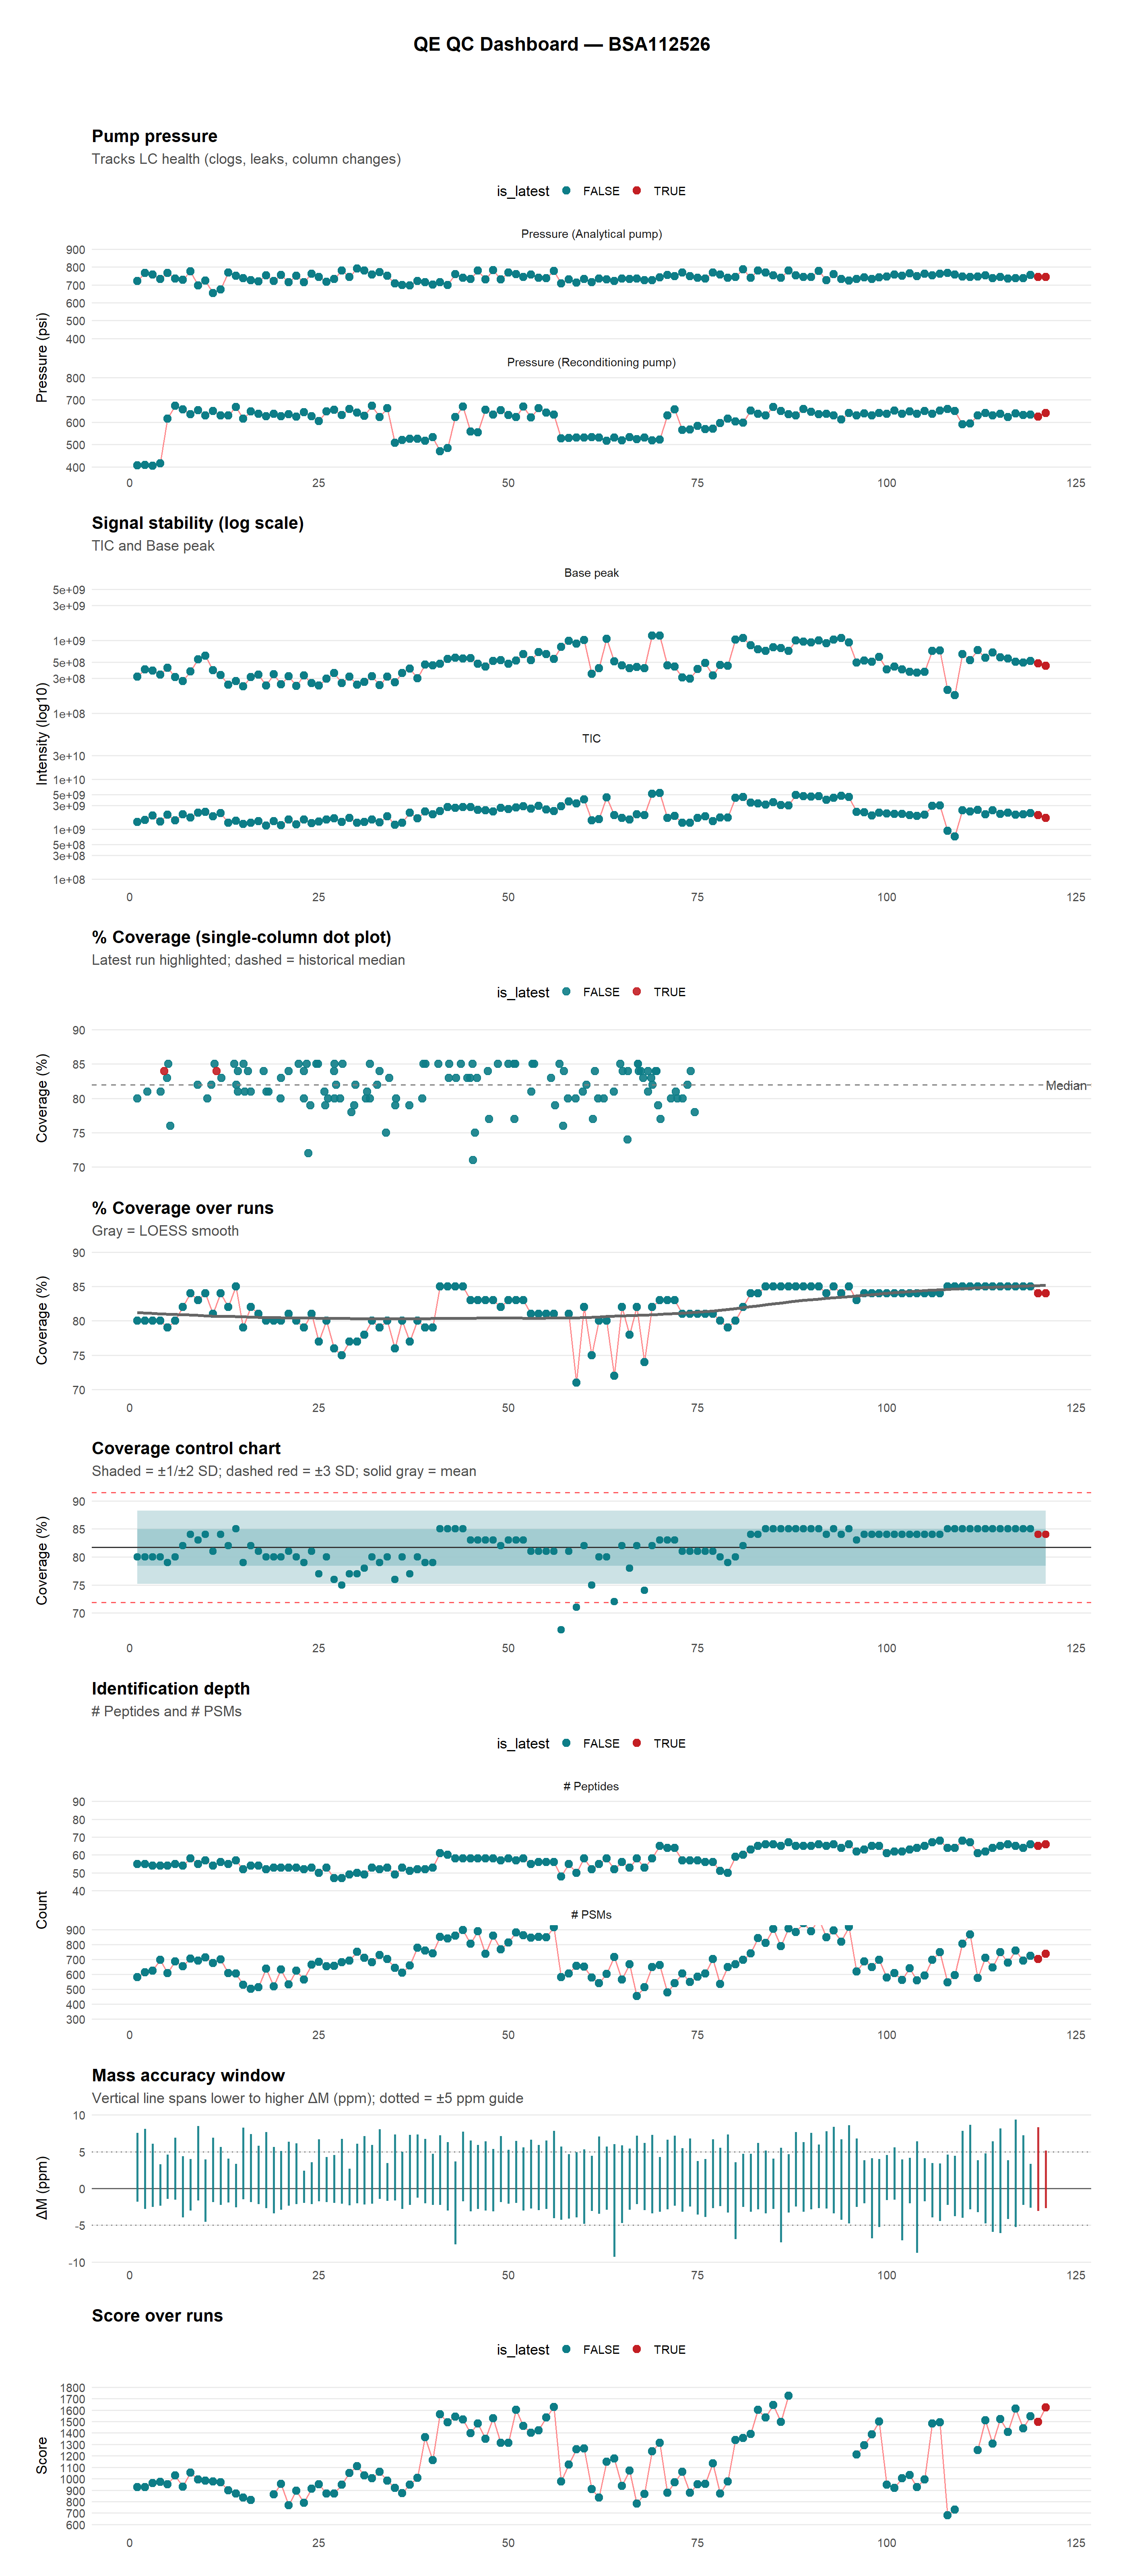 QE QC Dashboard — BSA112526
Pump pressure
Tracks LC health (clogs, leaks, column changes)
is_latest FALSE TRUE
Pressure (Analytical pump)
900
800
700
600
500
400
Pressure (psi)
Pressure (Reconditioning pump)
800
700
600
500
400
0 25 50 75 100 125
Signal stability (log scale)
TIC and Base peak
Base peak
5e+09
3e+09
1e+09
5e+08
3e+08
1e+08
Intensity (log10)
TIC
3e+10
1e+10
5e+09
3e+09
1e+09
5e+08
3e+08
1e+08
0 25 50 75 100 125
% Coverage (single-column dot plot)
Latest run highlighted; dashed = historical median
is_latest FALSE TRUE
90
85
80
75
70
Coverage (%)
Median
% Coverage over runs
Gray = LOESS smooth
90
85
80
75
70
Coverage (%)
0 25 50 75 100 125
Coverage control chart
Shaded = ±1/±2 SD; dashed red = ±3 SD; solid gray = mean
90
85
80
75
70
Coverage (%)
0 25 50 75 100 125
Identification depth
# Peptides and # PSMs
is_latest FALSE TRUE
# Peptides
90
80
70
60
50
40
Count
# PSMs
900
800
700
600
500
400
300
0 25 50 75 100 125
Mass accuracy window
Vertical line spans lower to higher ΔM (ppm); dotted = ±5 ppm guide
10
5
0
-5
-10
ΔM (ppm)
0 25 50 75 100 125
Score over runs
is_latest FALSE TRUE
1800
1700
1600
1500
1400
1300
1200
1100
1000
900
800
700
600
Score
0 25 50 75 100 125